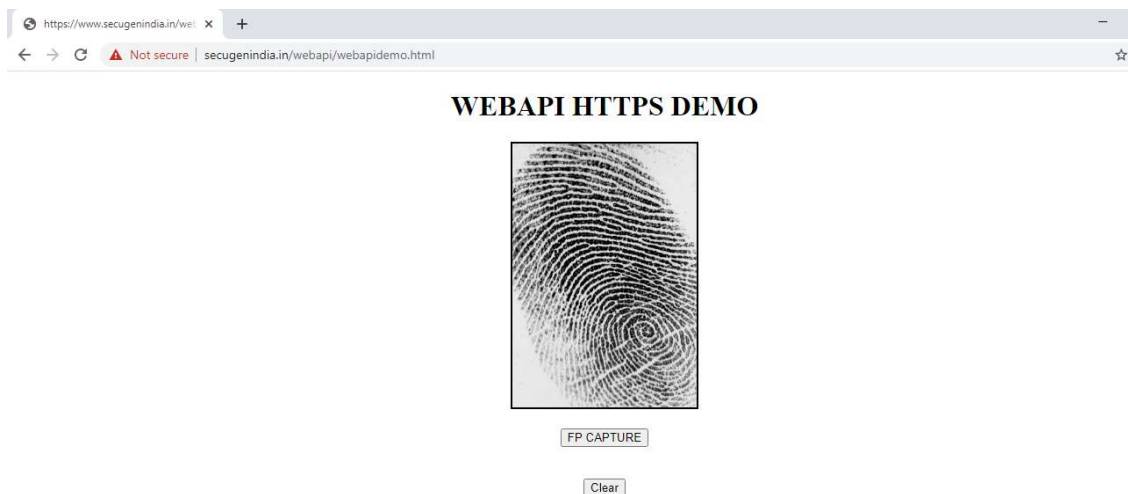 https://www.secugenindia.in/we
Not secure | secugenindia.in/webapi/webapidemo.html
WEBAPI HTTPS DEMO
FP CAPTURE
Clear